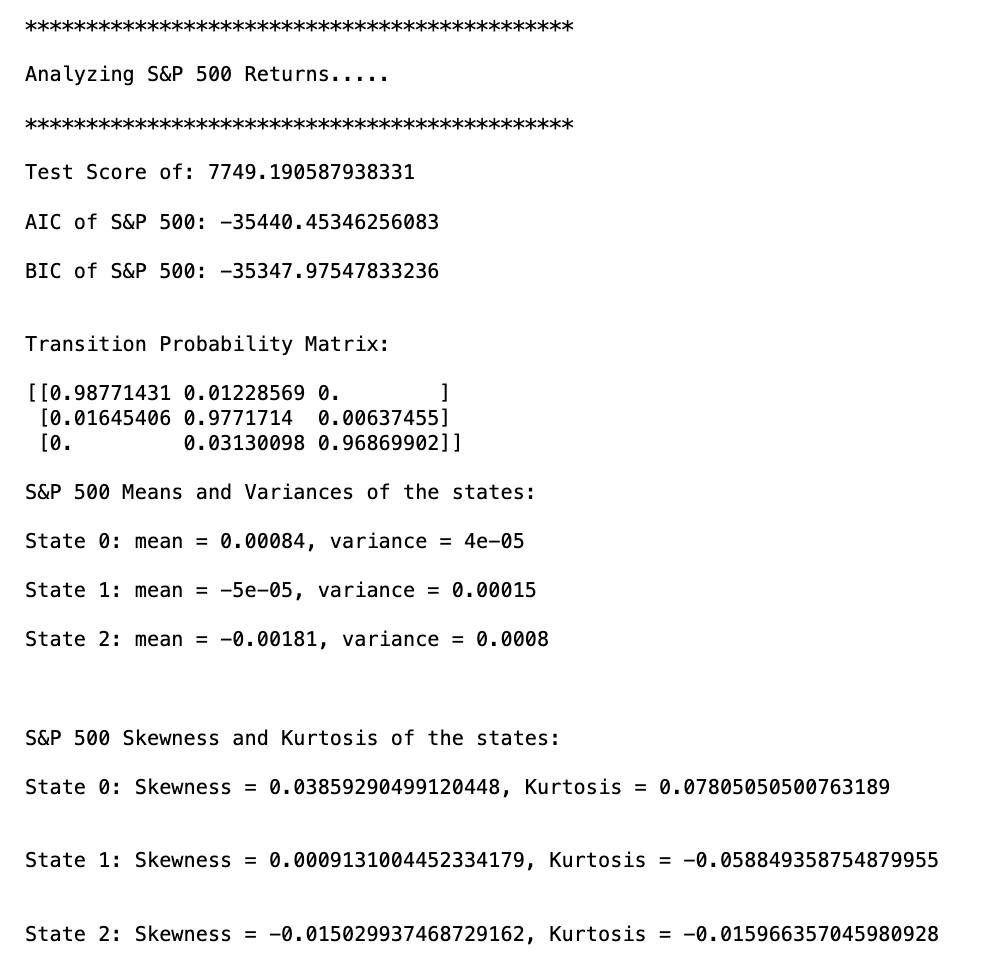 *********************************************
Analyzing S&P 500 Returns.....
*********************************************
Test Score of: 7749.190587938331
AIC of S&P 500: -35440.45346256083
BIC of S&P 500: -35347.97547833236
Transition Probability Matrix:
[[0.98771431 0.01228569 0.        ]
 [0.01645406 0.9771714  0.00637455]
 [0.         0.03130098 0.96869902]]
S&P 500 Means and Variances of the states:
State 0: mean = 0.00084, variance = 4e-05
State 1: mean = -5e-05, variance = 0.00015
State 2: mean = -0.00181, variance = 0.0008
S&P 500 Skewness and Kurtosis of the states:
State 0: Skewness = 0.03859290499120448, Kurtosis = 0.07805050500763189
State 1: Skewness = 0.0009131004452334179, Kurtosis = -0.058849358754879955
State 2: Skewness = -0.015029937468729162, Kurtosis = -0.015966357045980928